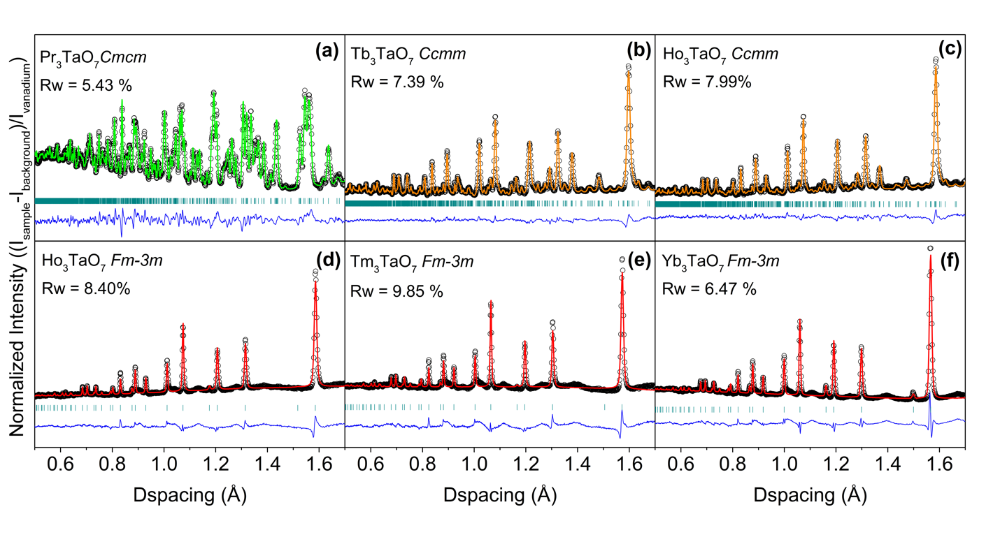 Normalized Intensity ((I_sample-I_background)/I_vanadium)
Pr3TaO7 Cmcm
(a)
Rw = 5.43 %
Tb3TaO7 Ccmm
(b)
Rw = 7.39 %
Ho3TaO7 Ccmm
(c)
Rw = 7.99%
Ho3TaO7 Fm-3m
(d)
Rw = 8.40%
Tm3TaO7 Fm-3m
(e)
Rw = 9.85 %
Yb3TaO7 Fm-3m
(f)
Rw = 6.47 %
0.6 0.8 1.0 1.2 1.4 1.6
0.6 0.8 1.0 1.2 1.4 1.6
0.6 0.8 1.0 1.2 1.4 1.6
Dspacing (Å)
Dspacing (Å)
Dspacing (Å)